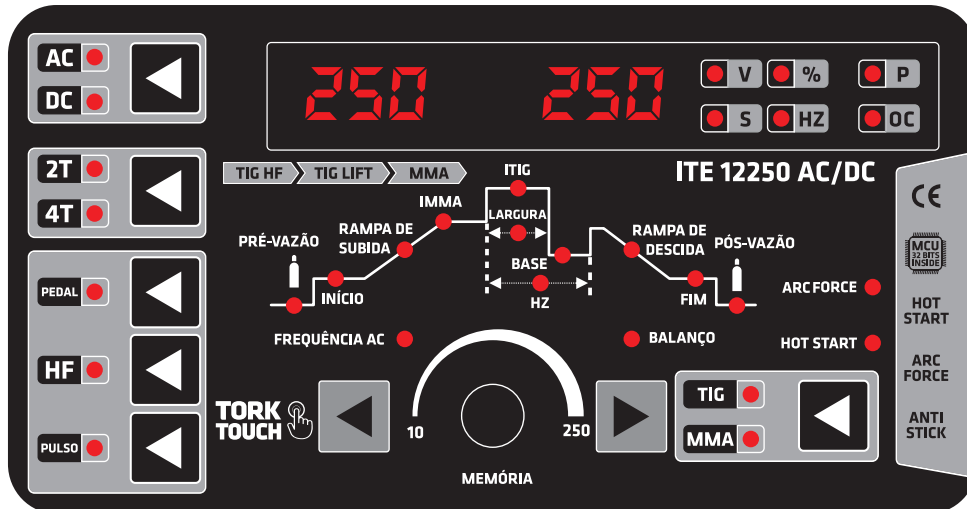 AC
DC
250 250
V % P
S HZ OC
2T
4T
TIG HF TIG LIFT MMA
ITE 12250 AC/DC
ITIG
IMMA
LARGURA
PRÉ-VAZÃO
RAMPA DE
SUBIDA
RAMPA DE
DESCIDA
PÓS-VAZÃO
BASE
INÍCIO
HZ
FIM
ARC FORCE
FREQUÊNCIA AC
BALANÇO
HOT START
PEDAL
HF
PULSO
TORK
TOUCH
10
250
MEMÓRIA
TIG
MMA
CE
MCU
32 BITS
INSIDE
HOT
START
ARC
FORCE
ANTI
STICK